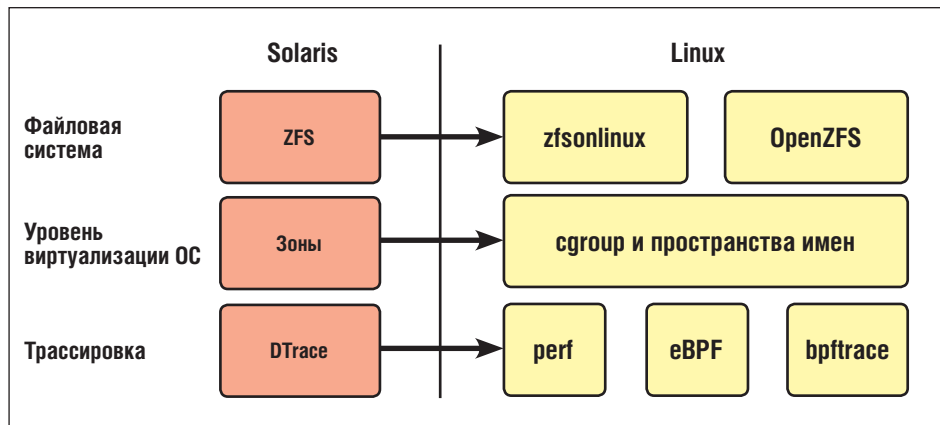 Solaris
Linux
Файловая
система
ZFS
zfsonlinux
OpenZFS
Уровень
виртуализации ОС
Зоны
cgroup и пространства имен
Трассировка
DTrace
perf
eBPF
bpftrace